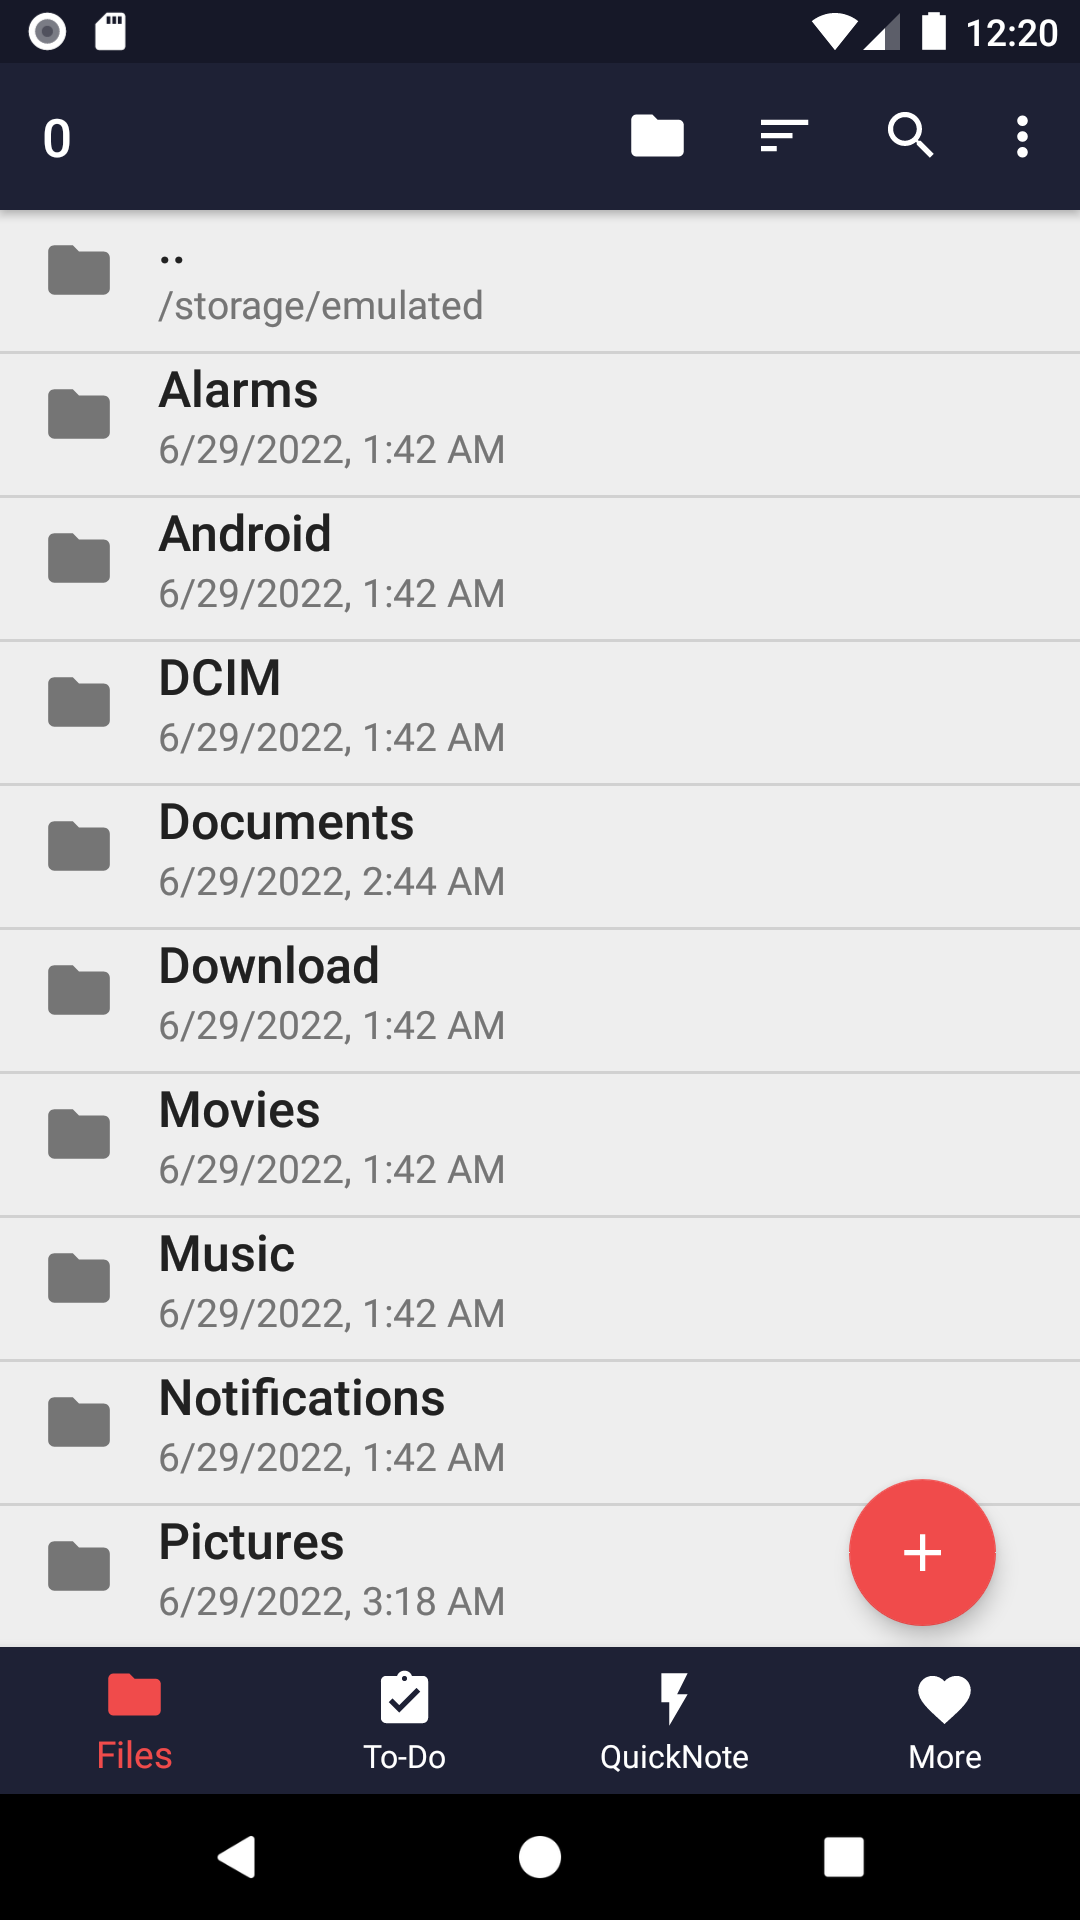 12:20
0
..
/storage/emulated
Alarms
6/29/2022, 1:42 AM
Android
6/29/2022, 1:42 AM
DCIM
6/29/2022, 1:42 AM
Documents
6/29/2022, 2:44 AM
Download
6/29/2022, 1:42 AM
Movies
6/29/2022, 1:42 AM
Music
6/29/2022, 1:42 AM
Notifications
6/29/2022, 1:42 AM
Pictures
6/29/2022, 3:18 AM
Files
To-Do
QuickNote
More